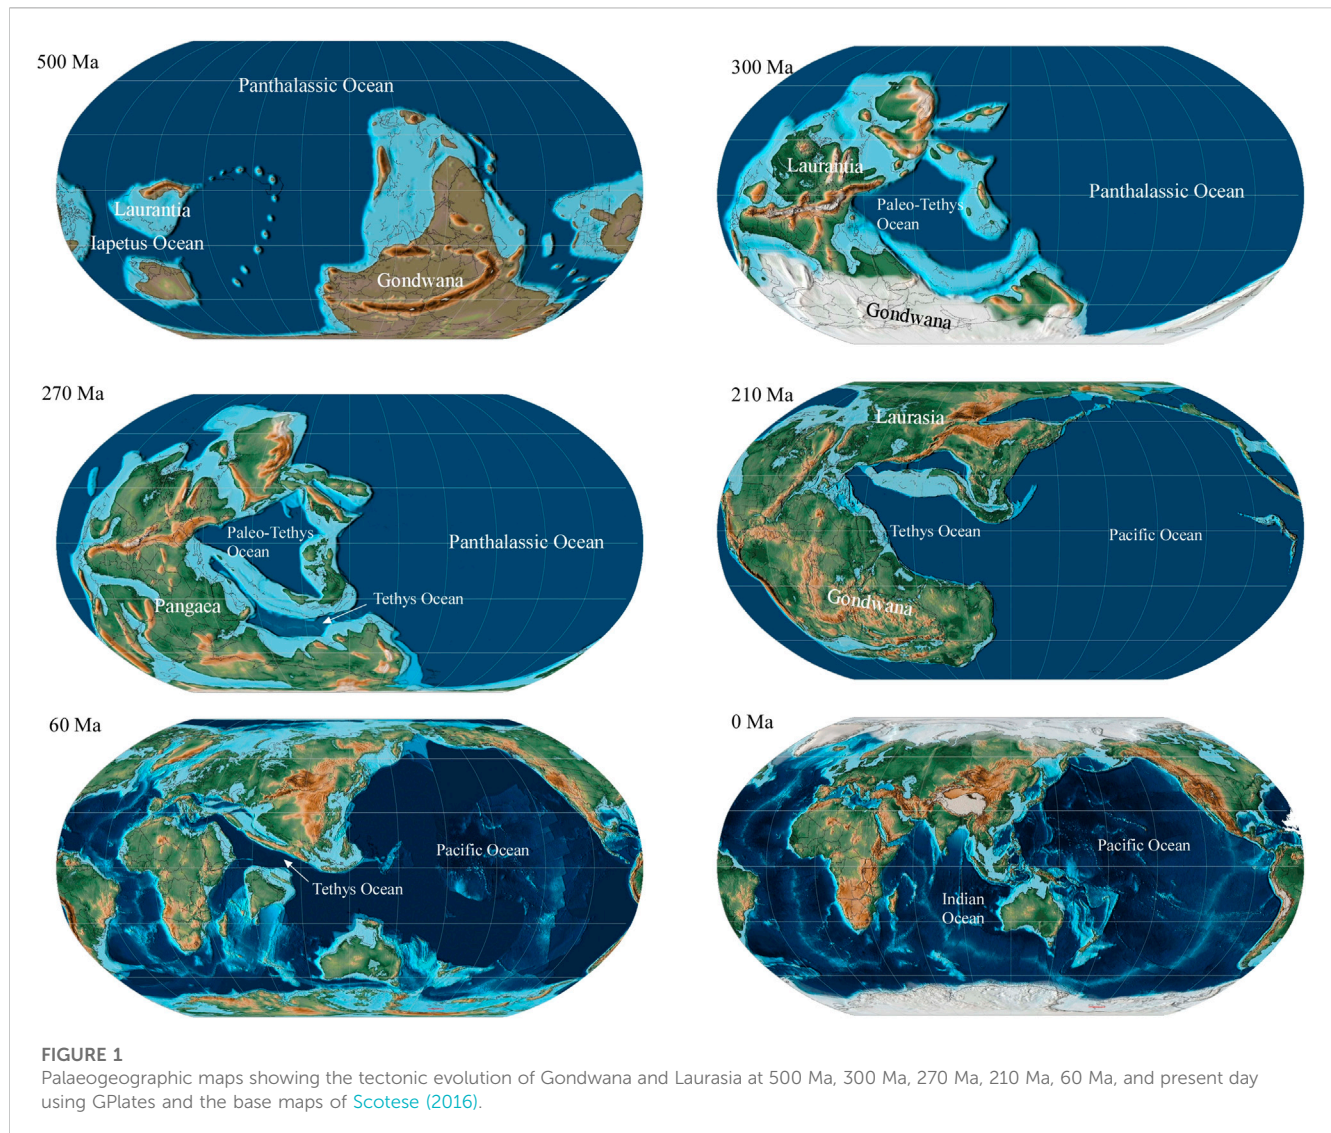 500 Ma
Panthalassic Ocean
Laurantia
Iapetus Ocean
Gondwana
300 Ma
Laurantia
Paleo-Tethys
Ocean
Panthalassic Ocean
Gondwana
270 Ma
Paleo-Tethys
Ocean
Panthalassic Ocean
Pangaea
Tethys Ocean
210 Ma
Laurasia
Tethys Ocean
Pacific Ocean
Gondwana
60 Ma
Pacific Ocean
Tethys Ocean
0 Ma
Pacific Ocean
Indian
Ocean
FIGURE 1
Palaeogeographic maps showing the tectonic evolution of Gondwana and Laurasia at 500 Ma, 300 Ma, 270 Ma, 210 Ma, 60 Ma, and present day
using GPlates and the base maps of Scotese (2016).